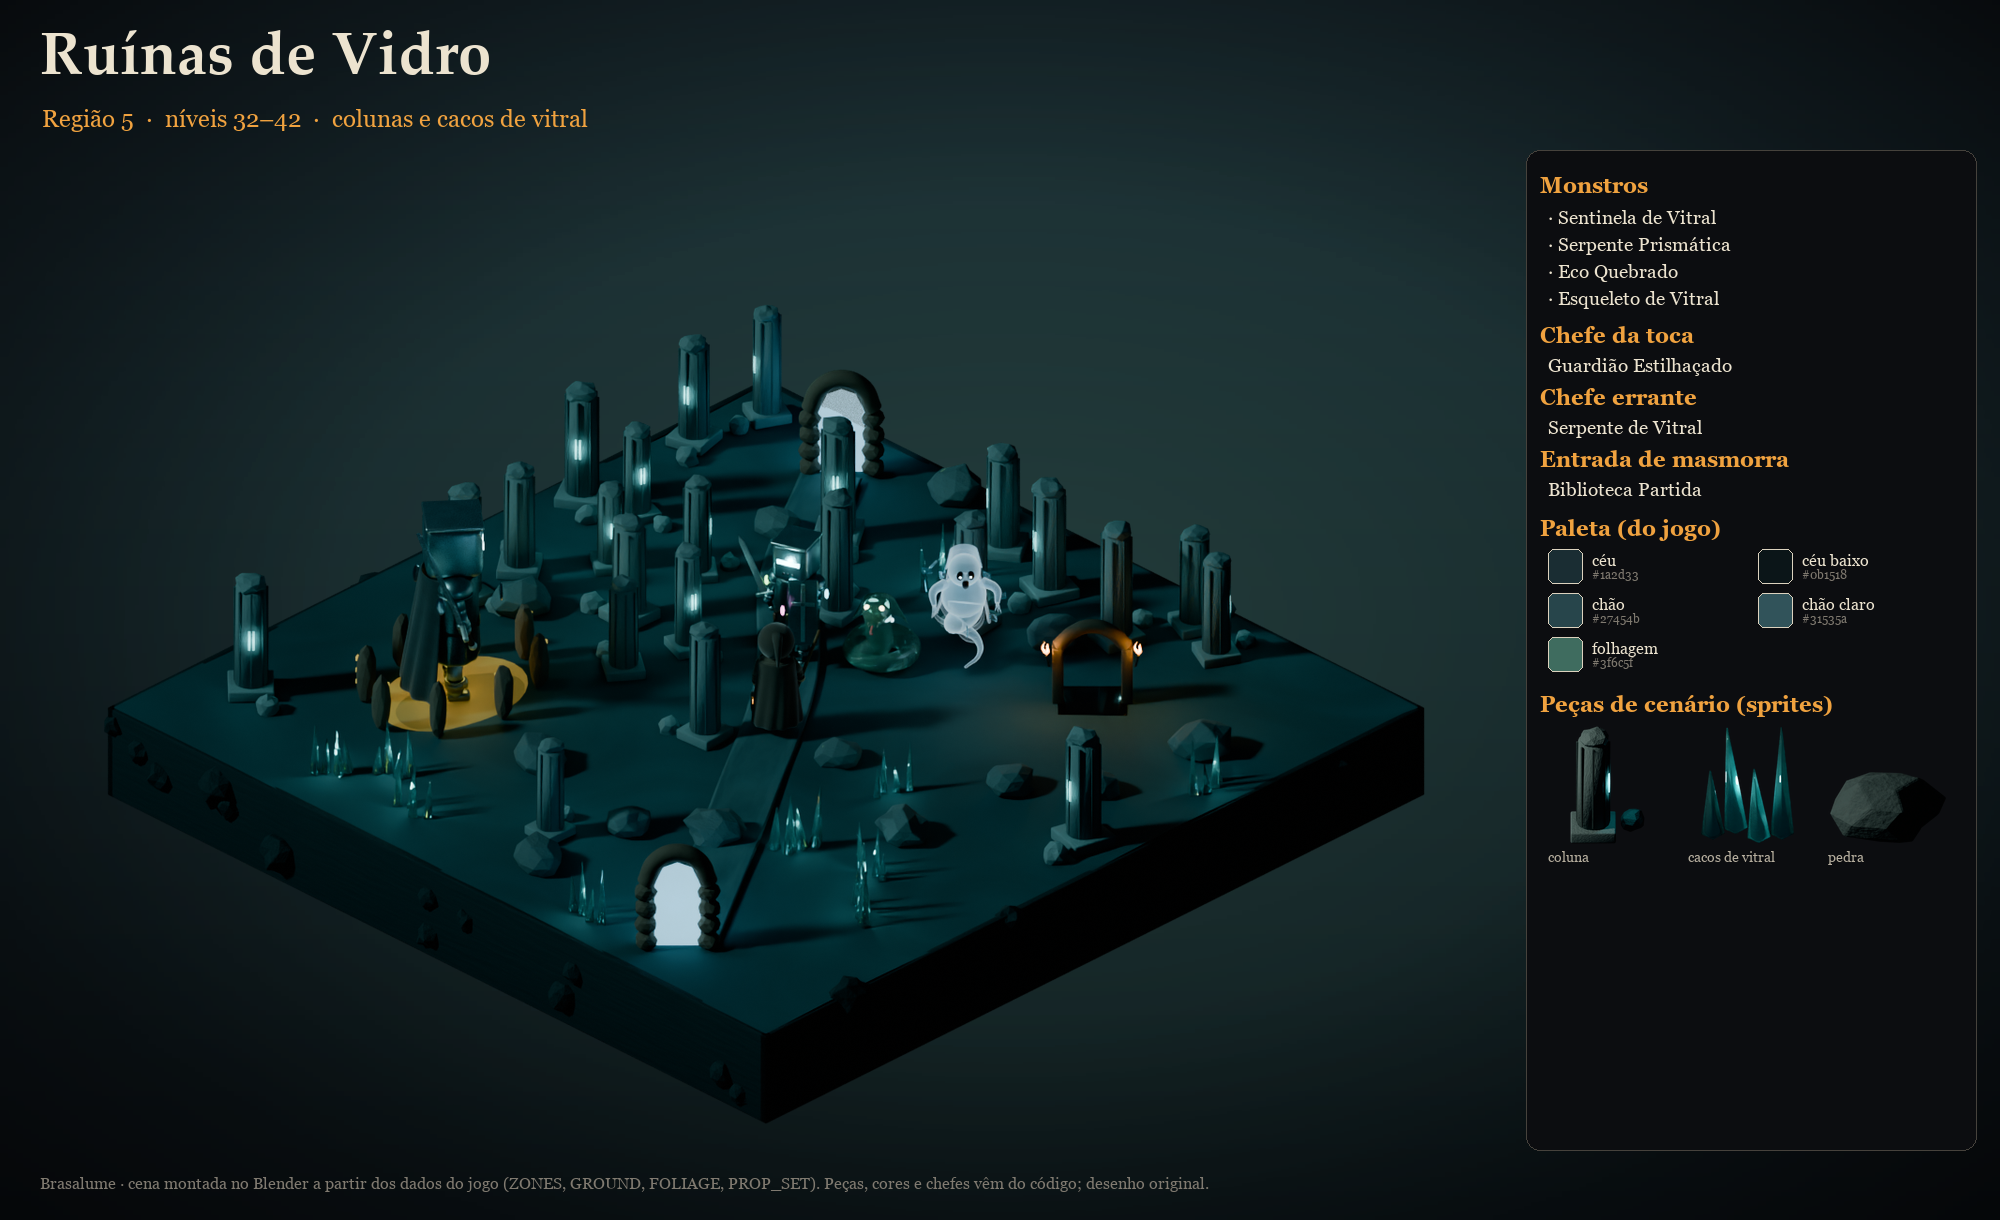 Ruínas de Vidro
Região 5 · níveis 32–42 · colunas e cacos de vitral
Monstros
· Sentinela de Vitral
· Serpente Prismática
· Eco Quebrado
· Esqueleto de Vitral
Chefe da toca
Guardião Estilhaçado
Chefe errante
Serpente de Vitral
Entrada de masmorra
Biblioteca Partida
Paleta (do jogo)
céu
#1a2d33
céu baixo
#0b1518
chão
#27454b
chão claro
#31535a
folhagem
#3f6c5f
Peças de cenário (sprites)
coluna
cacos de vitral
pedra
Brasalume · cena montada no Blender a partir dos dados do jogo (ZONES, GROUND, FOLIAGE, PROP_SET). Peças, cores e chefes vêm do código; desenho original.